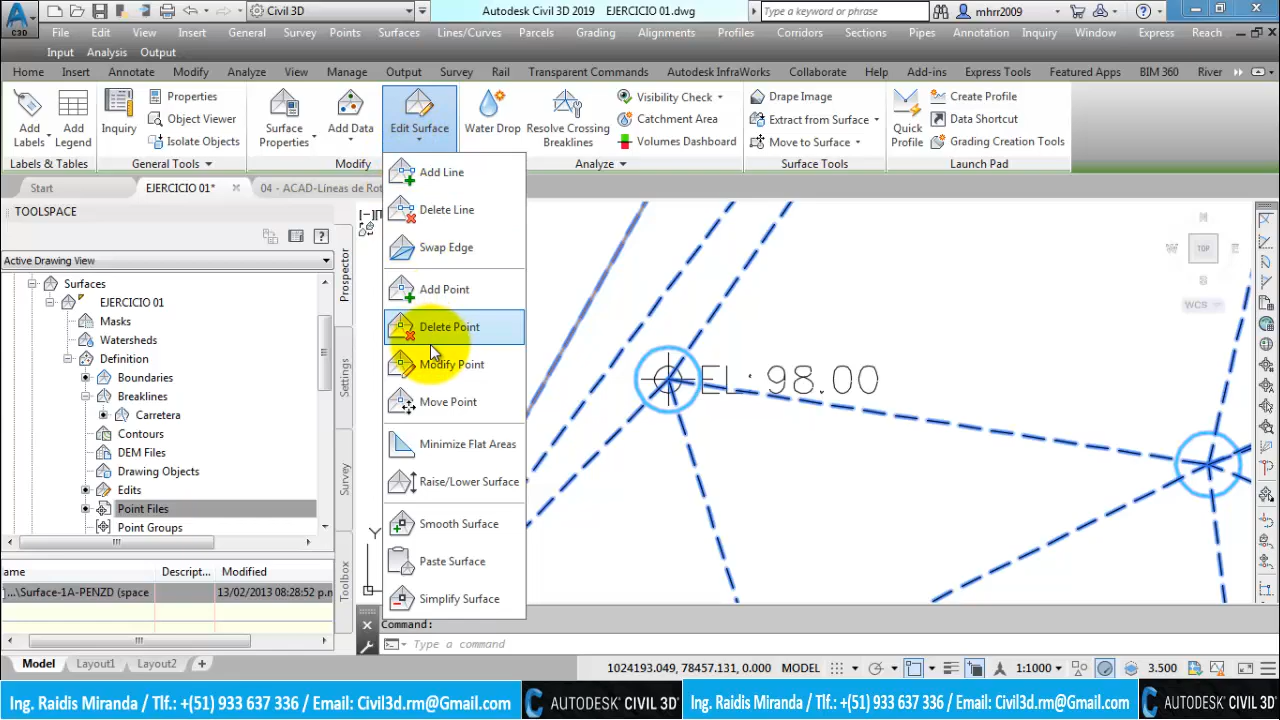 Civil 3D
Autodesk Civil 3D 2019 EJERCICIO 01.dwg
Type a keyword or phrase
mhrr2009
C3D
File Edit View Insert General Survey Points Surfaces Lines/Curves Parcels Grading Alignments Profiles Corridors Sections Pipes Annotation Inquiry Window Express Reach
Input Analysis Output
Home Insert Annotate Modify Analyze View Manage Output Survey Rail Transparent Commands Autodesk InfraWorks Collaborate Help Add-ins Express Tools Featured Apps BIM 360 River
Add Labels
Add Legend
Labels & Tables
Inquiry
Properties
Object Viewer
Isolate Objects
General Tools
Surface Properties
Add Data
Edit Surface
Modify
Water Drop
Resolve Crossing Breaklines
Visibility Check
Catchment Area
Volumes Dashboard
Analyze
Drape Image
Extract from Surface
Move to Surface
Surface Tools
Quick Profile
Create Profile
Data Shortcut
Grading Creation Tools
Launch Pad
Start
EJERCICIO 01*
04 - ACAD-Líneas de Rot
TOOLSPACE
Active Drawing View
Surfaces
EJERCICIO 01
Masks
Watersheds
Definition
Boundaries
Breaklines
Carretera
Contours
DEM Files
Drawing Objects
Edits
Point Files
Point Groups
Prospector
Settings
Survey
Toolbox
ame Descript... Modified
...\Surface-1A-PENZD (space 13/02/2013 08:28:52 p.n
Add Line
Delete Line
Swap Edge
Add Point
Delete Point
Modify Point
Move Point
Minimize Flat Areas
Raise/Lower Surface
Smooth Surface
Paste Surface
Simplify Surface
[–]
EL: 98.00
TOP
WCS
Y
Command:
Type a command
Model Layout1 Layout2
1024193.049, 78457.131, 0.000 MODEL 1:1000 3.500
Ing. Raidis Miranda / Tlf.: +(51) 933 637 336 / Email: Civil3d.rm@Gmail.com AUTODESK® CIVIL 3D® Ing. Raidis Miranda / Tlf.: +(51) 933 637 336 / Email: Civil3d.rm@Gmail.com AUTODESK® CIVIL 3D